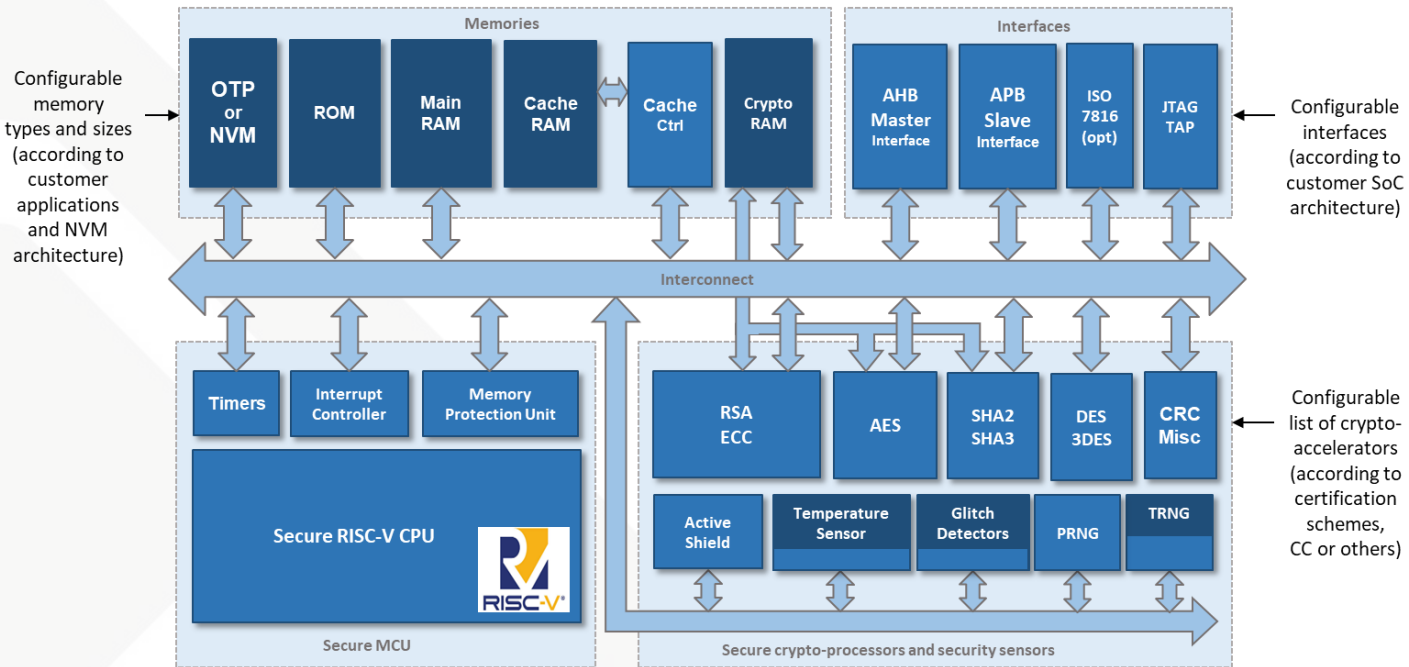 Memories
Interfaces
Configurable
memory
types and sizes
(according to
customer
applications
and NVM
architecture)
OTP
or
NVM
ROM
Main
RAM
Cache
RAM
Cache
Ctrl
Crypto
RAM
AHB
Master
Interface
APB
Slave
Interface
ISO
7816
(opt)
JTAG
TAP
Configurable
interfaces
(according to
customer SoC
architecture)
Interconnect
Timers
Interrupt
Controller
Memory
Protection Unit
Secure RISC-V CPU
RISC-V®
Secure MCU
RSA
ECC
AES
SHA2
SHA3
DES
3DES
CRC
Misc
Active
Shield
Temperature
Sensor
Glitch
Detectors
PRNG
TRNG
Secure crypto-processors and security sensors
Configurable
list of crypto-
accelerators
(according to
certification
schemes,
CC or others)